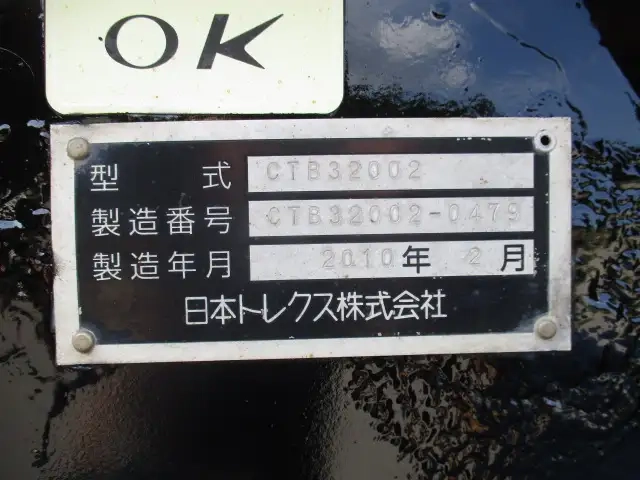 OK
型式 CTB32002
製造番号 CTB32002-0479
製造年月 2010年 2月
日本トレクス株式会社